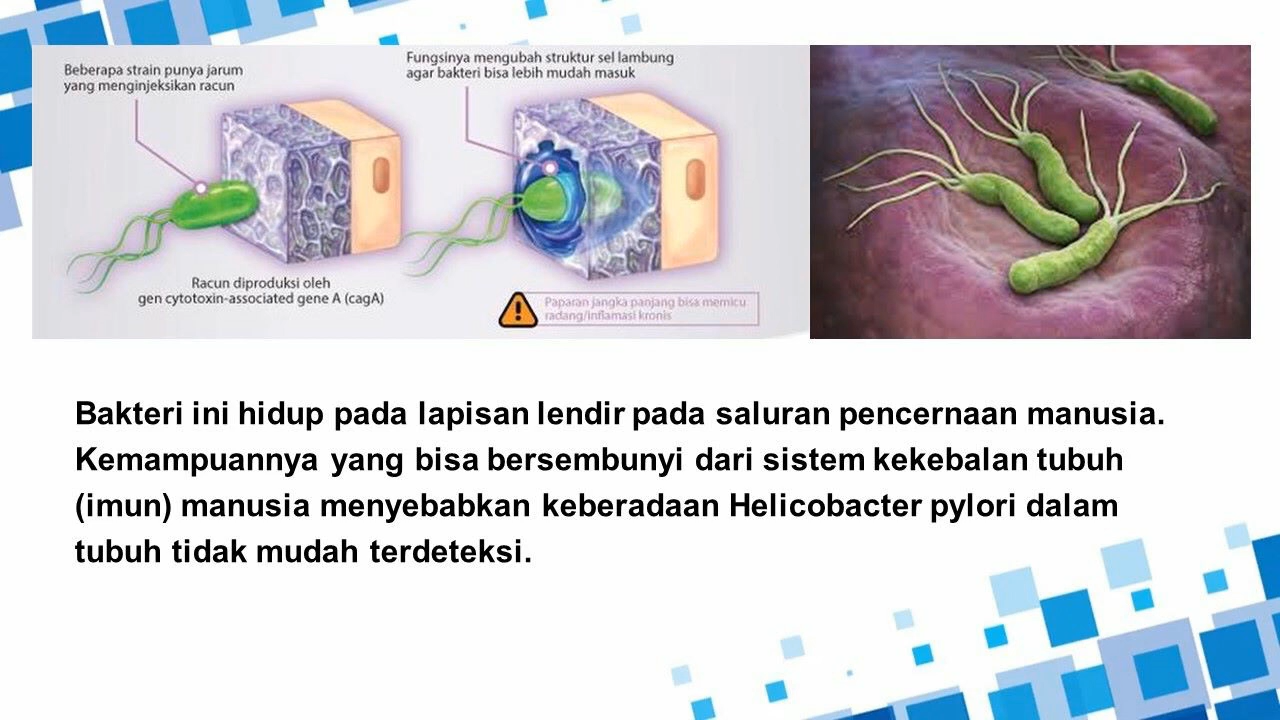 Beberapa strain punya jarum
yang menginjeksikan racun
Fungsinya mengubah struktur sel lambung
agar bakteri bisa lebih mudah masuk
Racun diproduksi oleh
gen cytotoxin-associated gene A (cagA)
Paparan jangka panjang bisa memicu
radang/inflamasi kronis
Bakteri ini hidup pada lapisan lendir pada saluran pencernaan manusia.
Kemampuannya yang bisa bersembunyi dari sistem kekebalan tubuh
(imun) manusia menyebabkan keberadaan Helicobacter pylori dalam
tubuh tidak mudah terdeteksi.